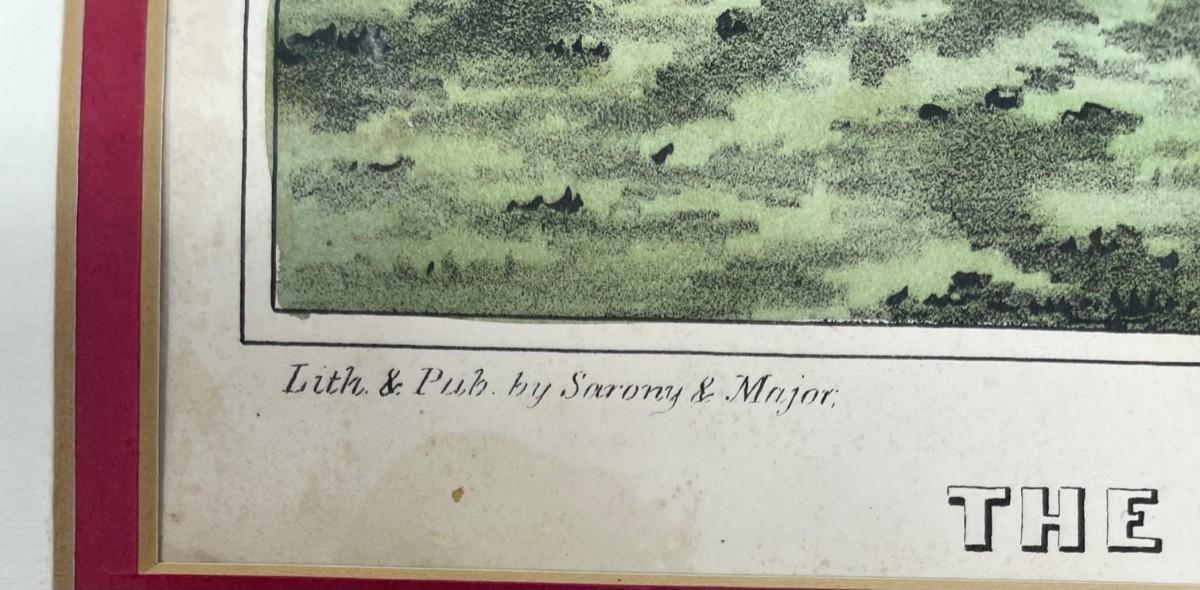 Lith. & Pub. by Sarony & Major;
THE